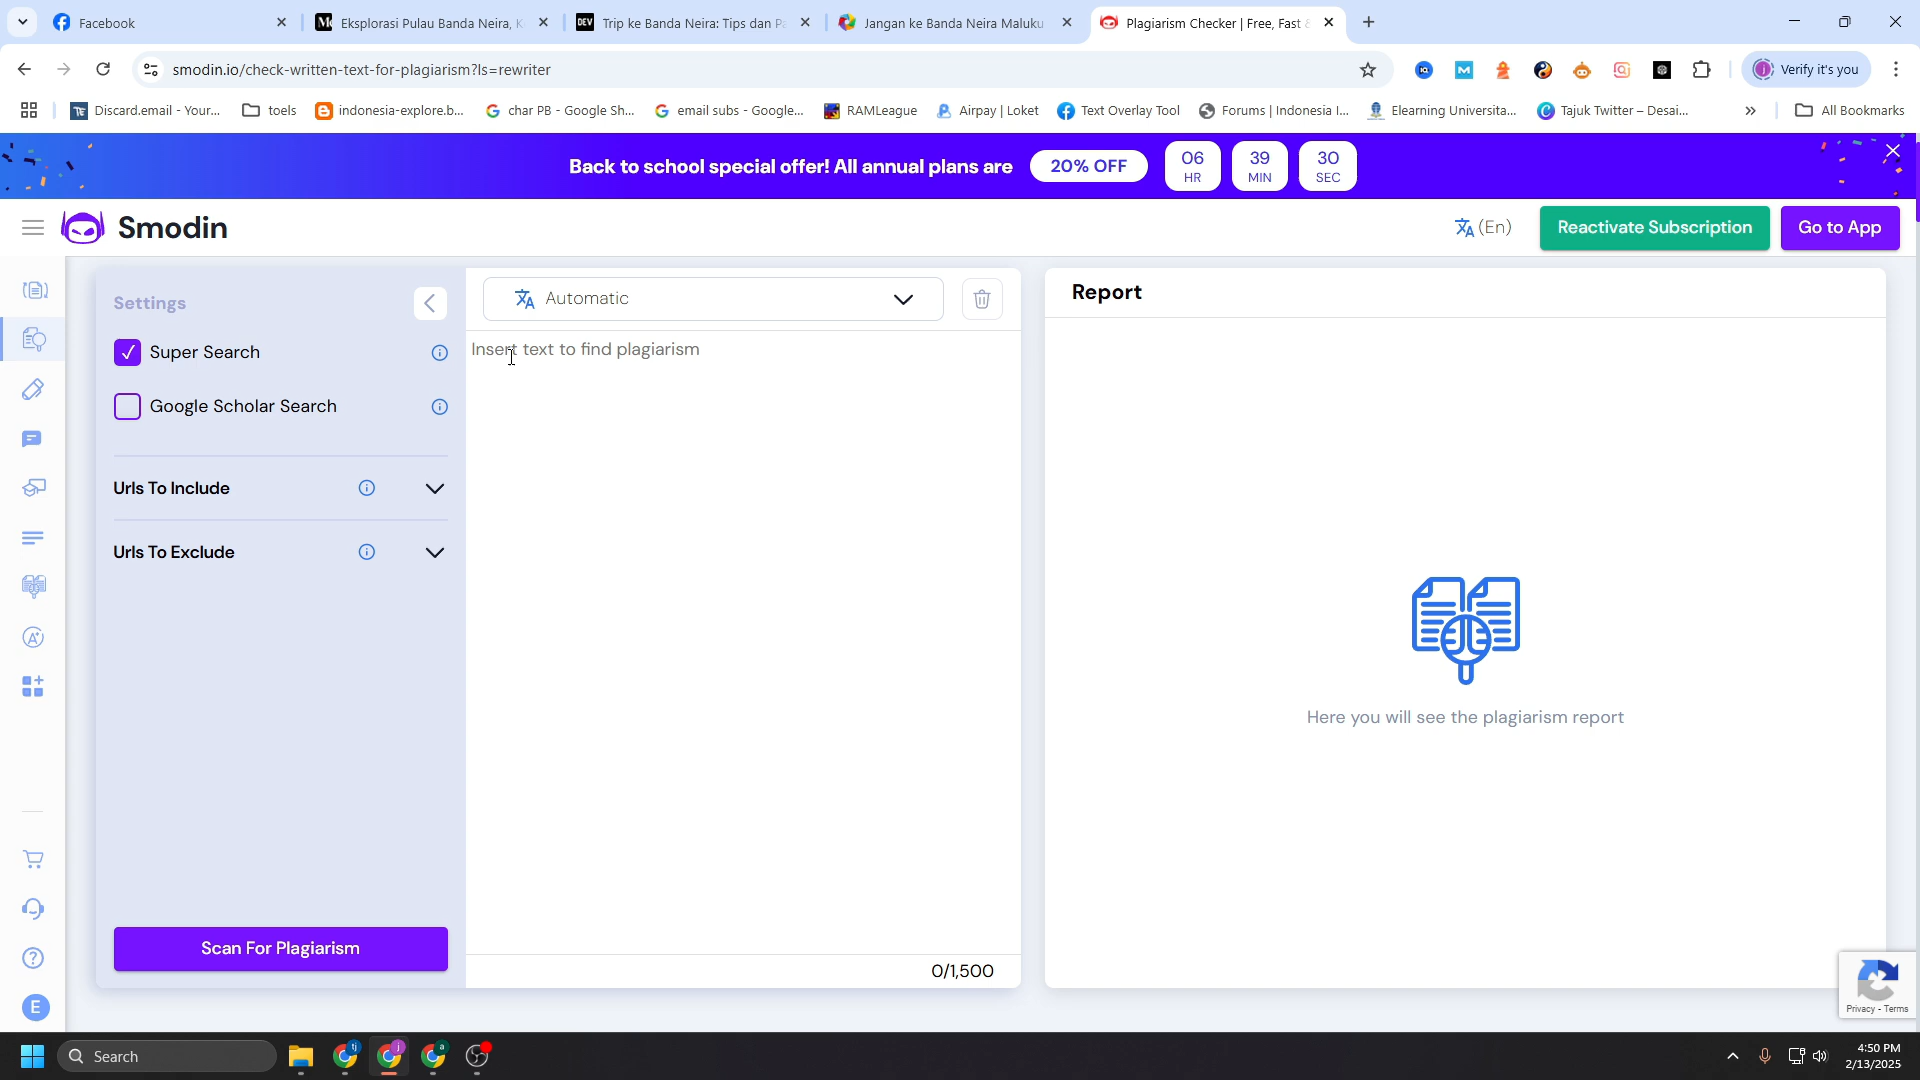 Facebook
Eksplorasi Pulau Banda Neira, K
Trip ke Banda Neira: Tips dan Pa
Jangan ke Banda Neira Maluku
Plagiarism Checker | Free, Fast &
smodin.io/check-written-text-for-plagiarism?ls=rewriter
Verify it's you
Discard.email - Your...
toels
indonesia-explore.b...
char PB - Google Sh...
email subs - Google...
RAMLeague
Airpay | Loket
Text Overlay Tool
Forums | Indonesia I...
Elearning Universita...
Tajuk Twitter – Desai...
»
All Bookmarks
Back to school special offer! All annual plans are
20% OFF
06
HR
39
MIN
30
SEC
Smodin
(En)
Reactivate Subscription
Go to App
Settings
Super Search
Google Scholar Search
Urls To Include
Urls To Exclude
Scan For Plagiarism
Automatic
Insert text to find plagiarism
0/1,500
Report
Here you will see the plagiarism report
E
Privacy - Terms
Search
4:50 PM
2/13/2025